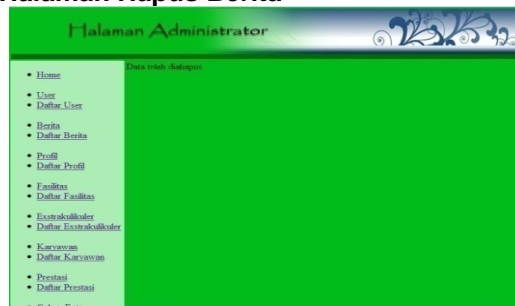 Halaman Hapus Berita
Halaman Administrator
Data telah dihapus
Home
User
Daftar User
Berita
Daftar Berita
Profil
Daftar Profil
Fasilitas
Daftar Fasilitas
Exstrakulikuler
Daftar Exstrakulikuler
Karyawan
Daftar Karyawan
Prestasi
Daftar Prestasi